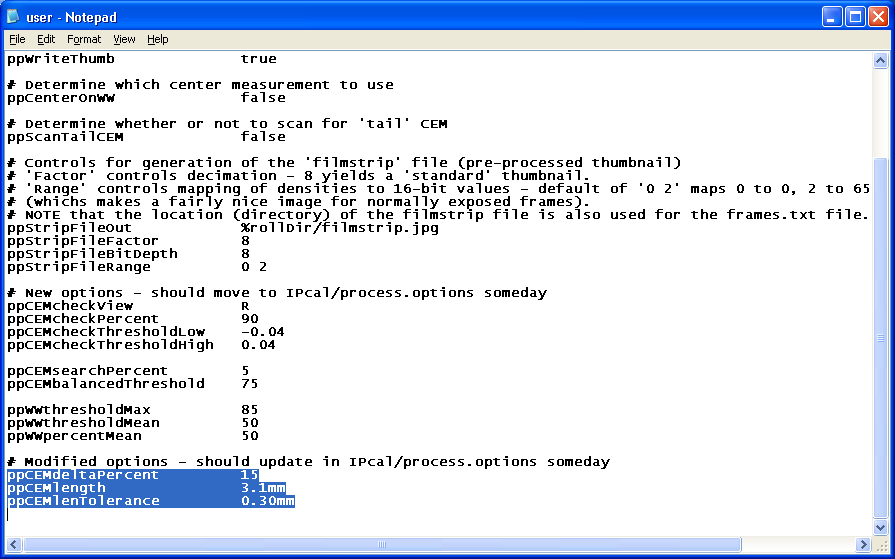 user - Notepad
File Edit Format View Help
ppWriteThumb true
# Determine which center measurement to use
ppCenterOnWW false
# Determine whether or not to scan for 'tail' CEM
ppScanTailCEM false
# Controls for generation of the 'filmstrip' file (pre-processed thumbnail)
# 'Factor' controls decimation - 8 yields a 'standard' thumbnail.
# 'Range' controls mapping of densities to 16-bit values - default of '0 2' maps 0 to 0, 2 to 65
# (whichs makes a fairly nice image for normally exposed frames).
# NOTE that the location (directory) of the filmstrip file is also used for the frames.txt file.
ppStripFileOut %rollDir/filmstrip.jpg
ppStripFileFactor 8
ppStripFileBitDepth 8
ppStripFileRange 0 2
# New options - should move to IPcal/process.options someday
ppCEMcheckView R
ppCEMcheckPercent 90
ppCEMcheckThresholdLow -0.04
ppCEMcheckThresholdHigh 0.04
ppCEMsearchPercent 5
ppCEMbalancedThreshold 75
ppWWthresholdMax 85
ppWWthresholdMean 50
ppWWpercentMean 50
# Modified options - should update in IPcal/process.options someday
ppCEMdeltaPercent 15
ppCEMlength 3.1mm
ppCEMlenTolerance 0.30mm